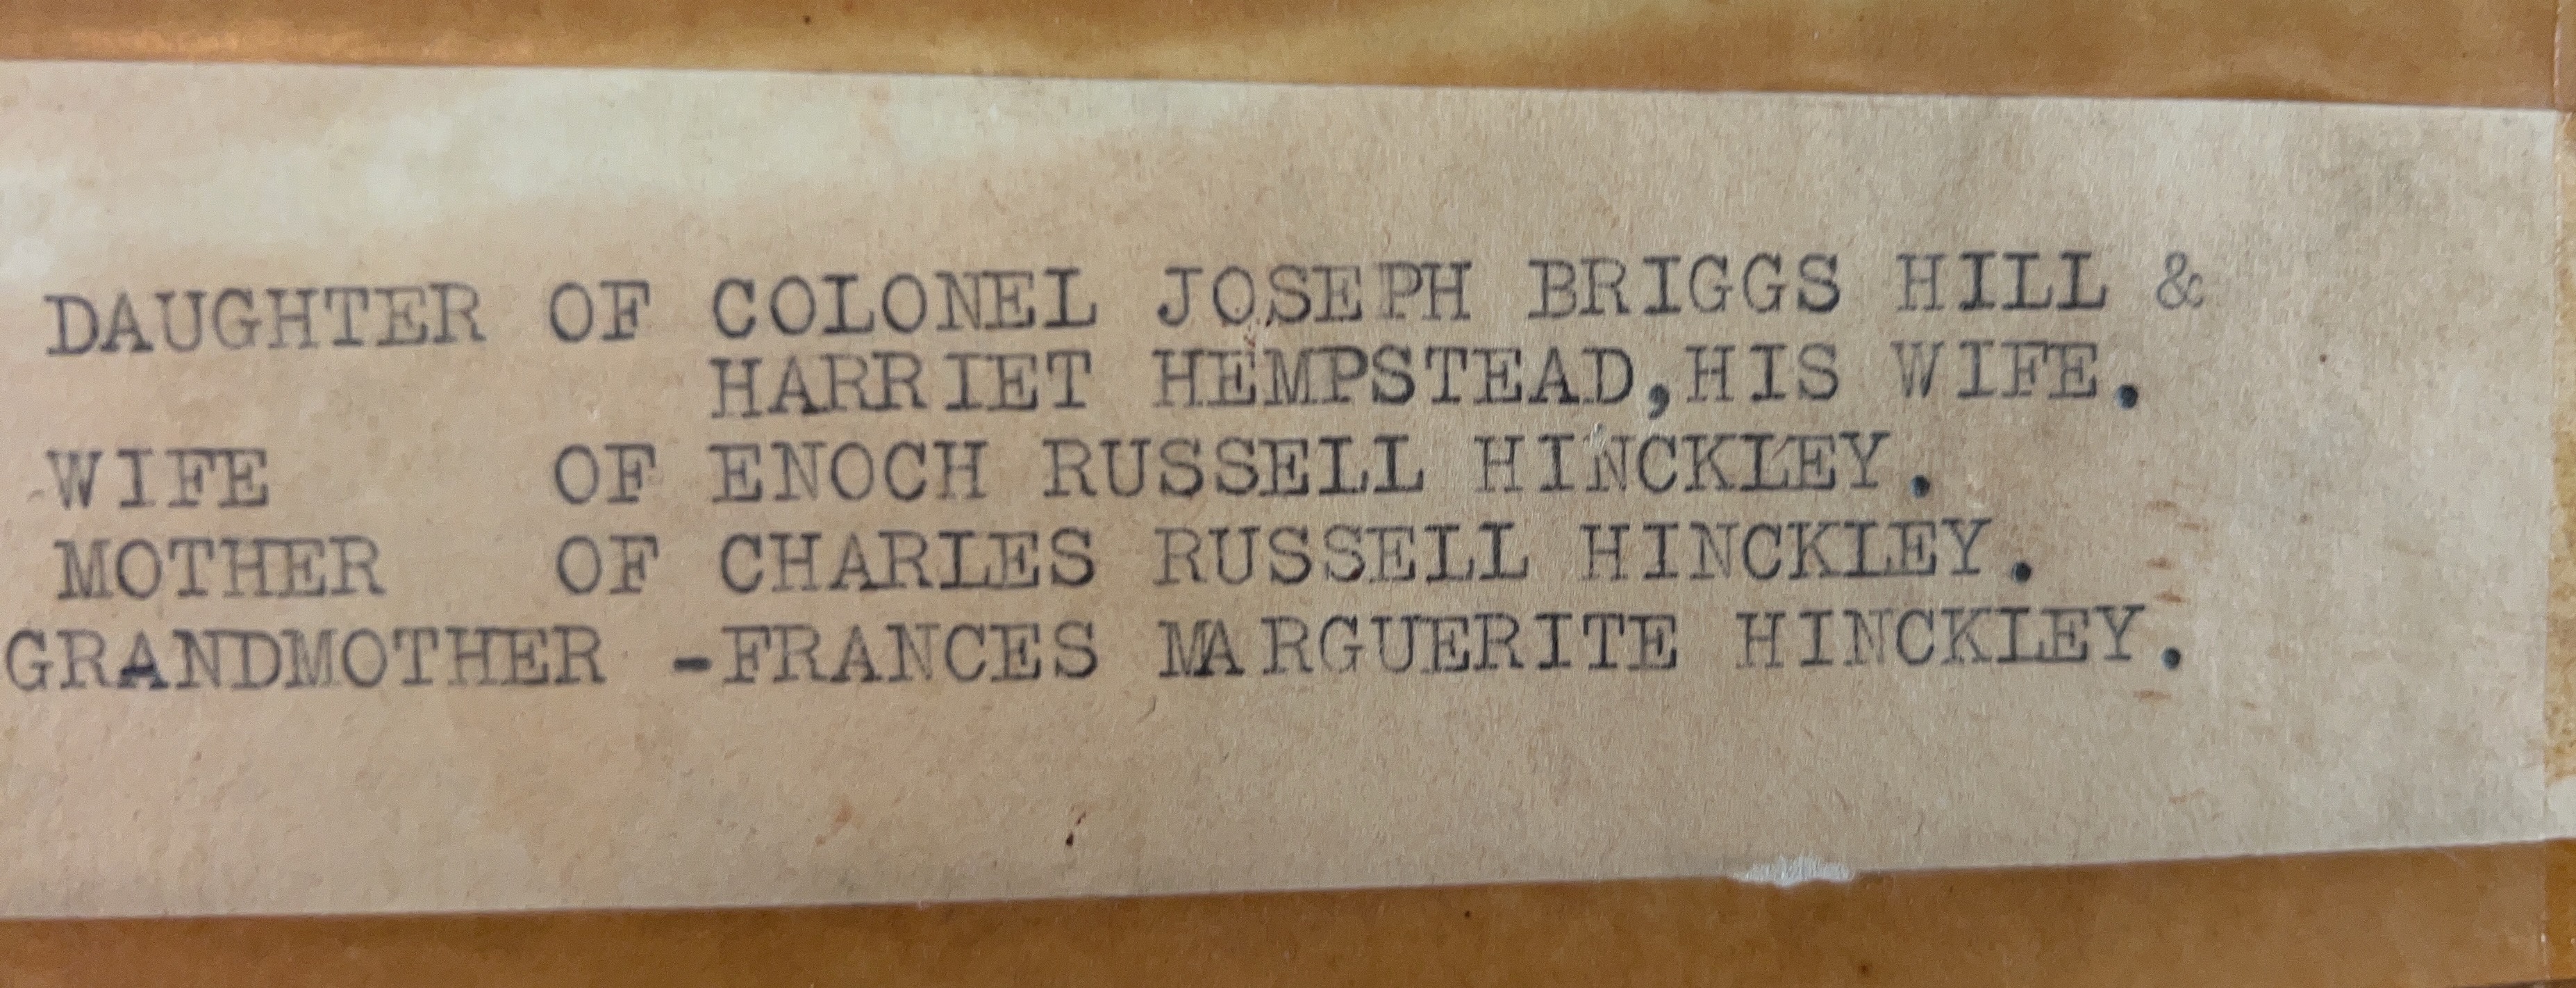 DAUGHTER OF COLONEL JOSEPH BRIGGS HILL &
HARRIET HEMPSTEAD,HIS WIFE.
WIFE OF ENOCH RUSSELL HINCKLEY.
MOTHER OF CHARLES RUSSELL HINCKLEY.
GRANDMOTHER -FRANCES MARGUERITE HINCKLEY.